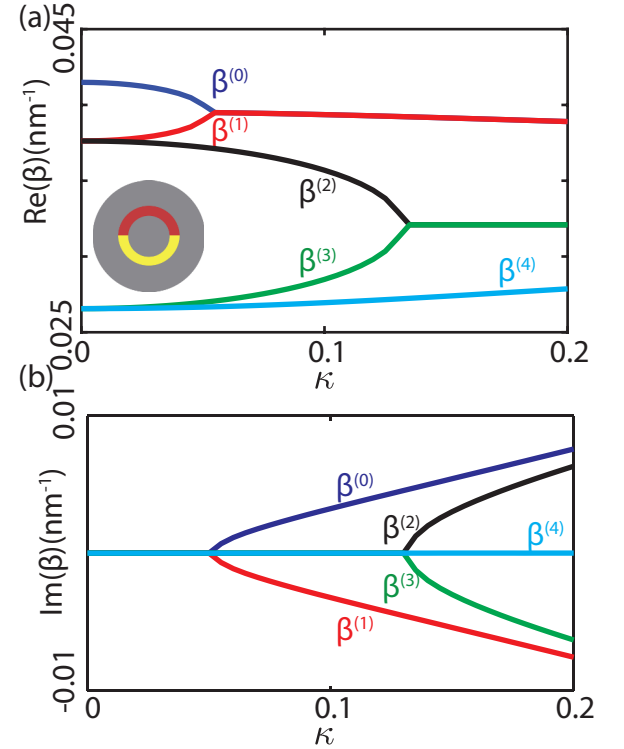 (a)
0.045
β(0)
β(1)
Re(β)(nm-1)
β(2)
β(3)
β(4)
0.025
0
0.1
0.2
κ
(b)
0.01
β(0)
β(2)
β(4)
Im(β)(nm-1)
β(3)
β(1)
-0.01
0
0.1
0.2
κ